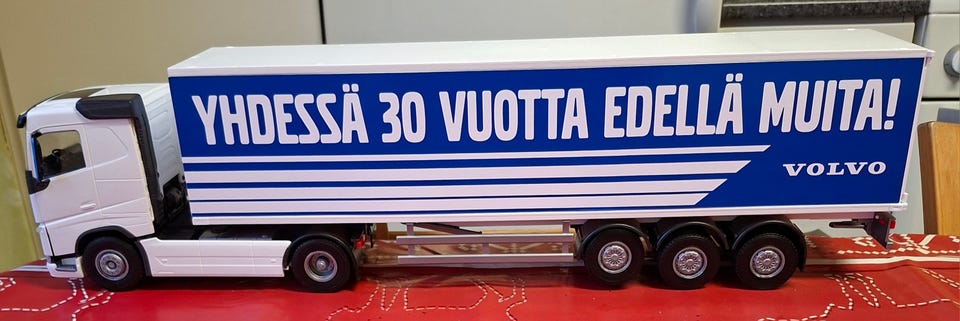 YHDESSÄ 30 VUOTTA EDELLÄ MUITA!
VOLVO